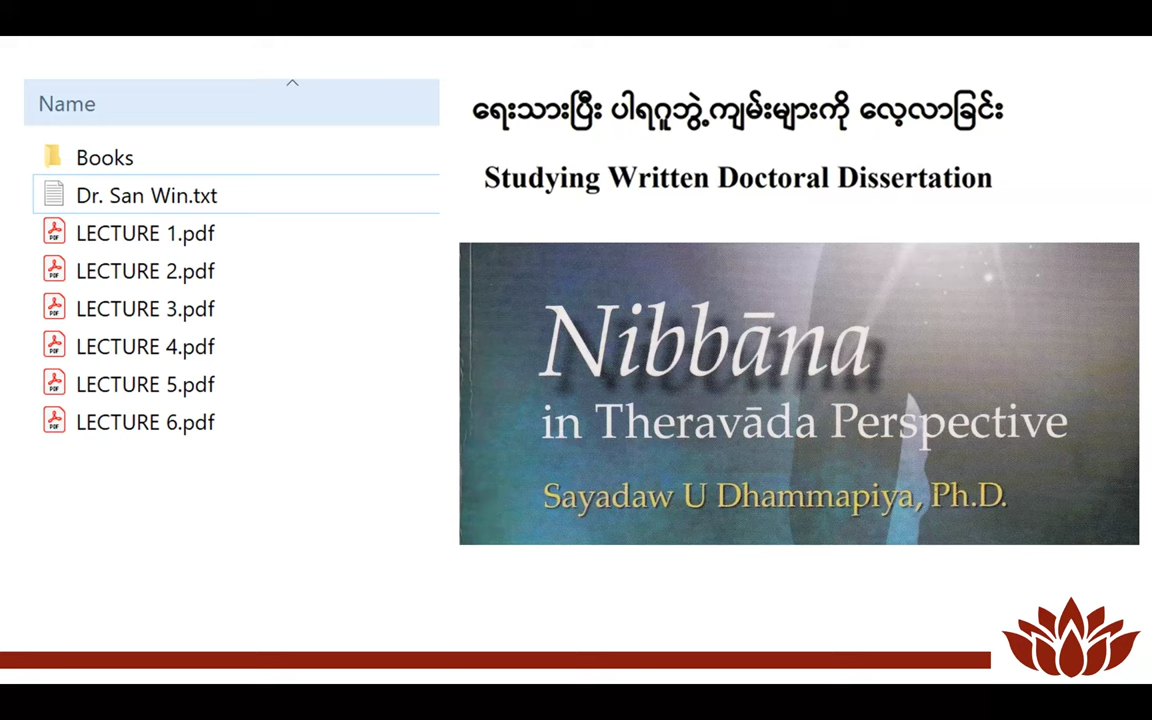 Name
Books
Dr. San Win.txt
LECTURE 1.pdf
LECTURE 2.pdf
LECTURE 3.pdf
LECTURE 4.pdf
LECTURE 5.pdf
LECTURE 6.pdf
ရေးသားပြီး ပါရဂူဘွဲ့ကျမ်းများကို လေ့လာခြင်း
Studying Written Doctoral Dissertation
Nibbāna
in Theravāda Perspective
Sayadaw U Dhammapiya, Ph.D.